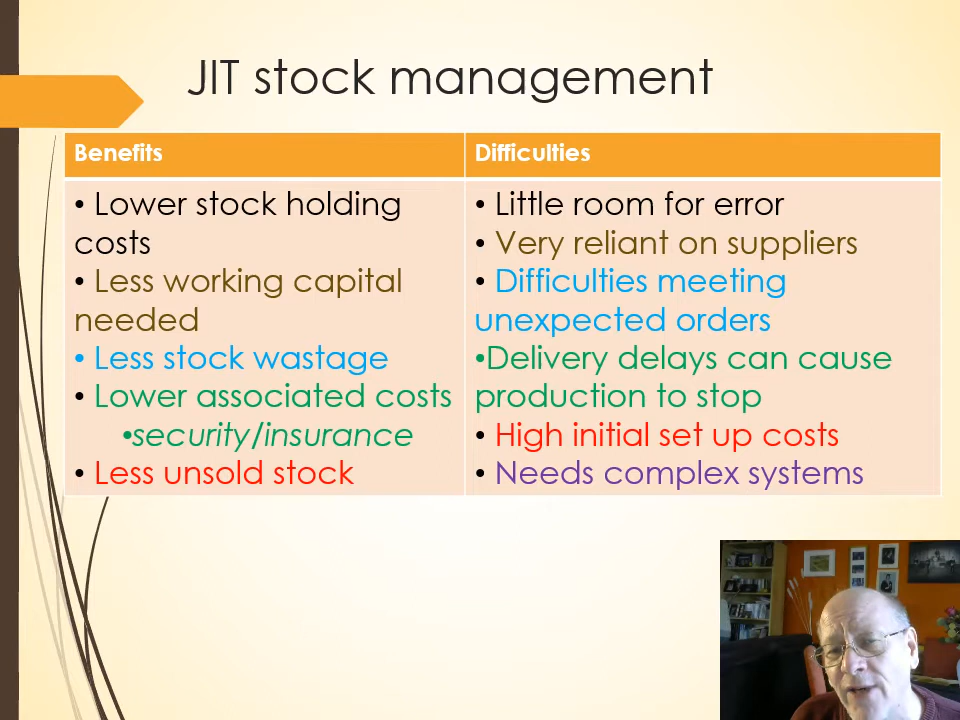 JIT stock management
Benefits
Difficulties
• Lower stock holding
costs
• Less working capital
needed
• Less stock wastage
• Lower associated costs
•security/insurance
• Less unsold stock
• Little room for error
• Very reliant on suppliers
• Difficulties meeting
unexpected orders
•Delivery delays can cause
production to stop
• High initial set up costs
• Needs complex systems